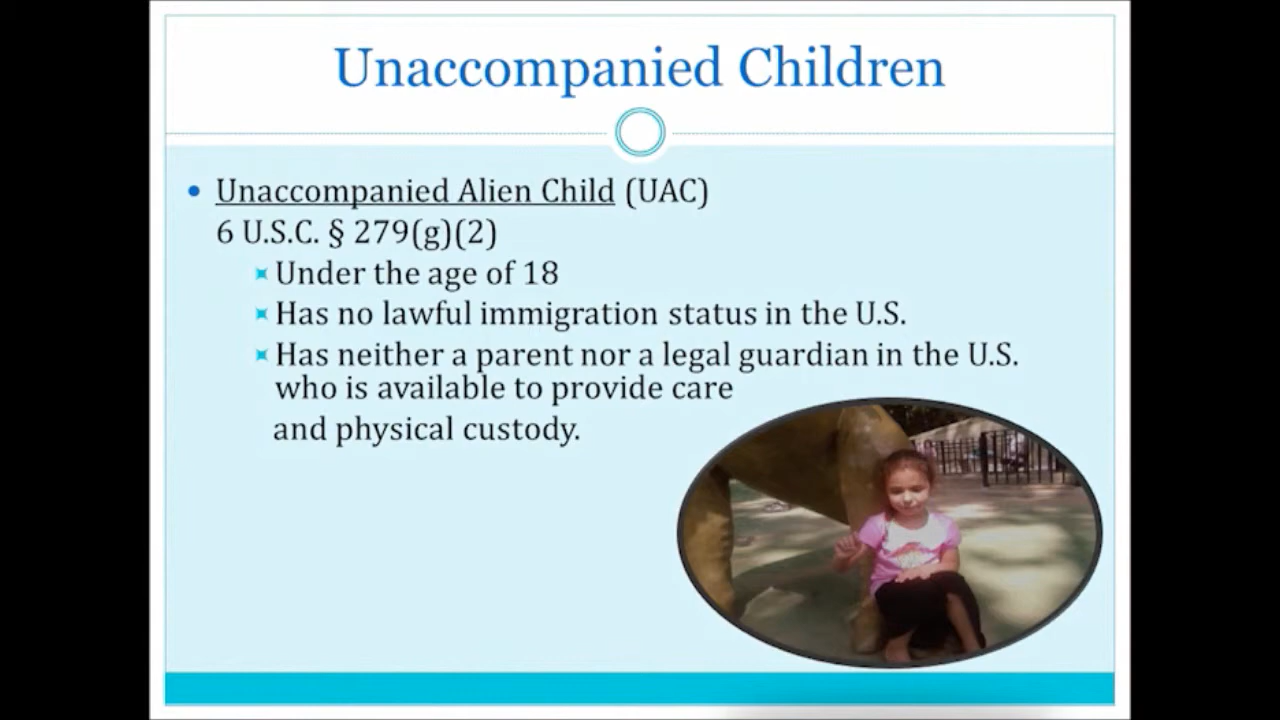 Unaccompanied Children
Unaccompanied Alien Child (UAC)
6 U.S.C. § 279(g)(2)
Under the age of 18
Has no lawful immigration status in the U.S.
Has neither a parent nor a legal guardian in the U.S.
who is available to provide care
and physical custody.